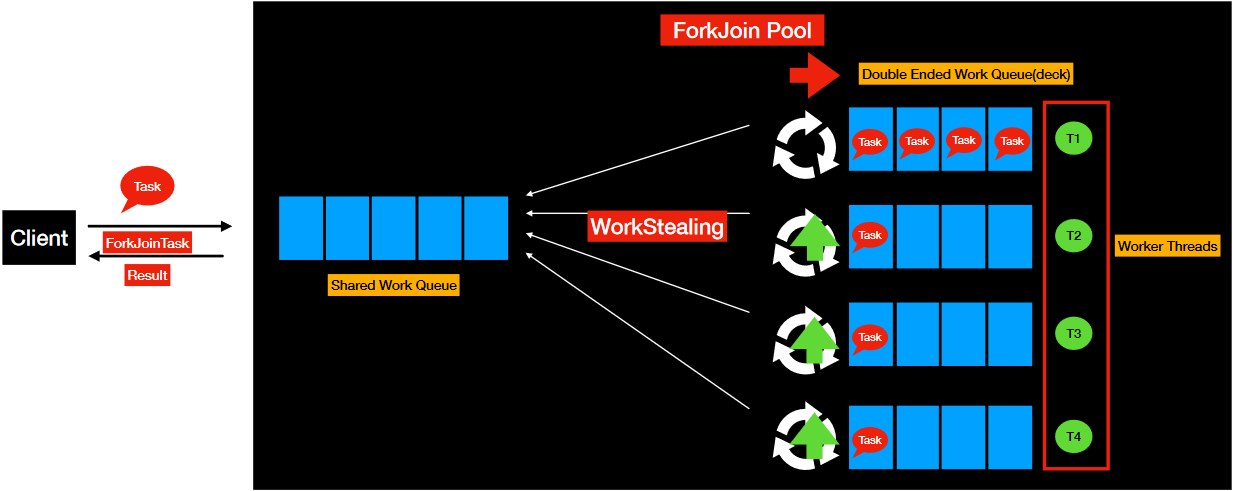 ForkJoin Pool
Double Ended Work Queue(deck)
Task Task Task Task
T1
Task
Client
ForkJoinTask
Result
Shared Work Queue
WorkStealing
Task
T2
Worker Threads
Task
T3
Task
T4